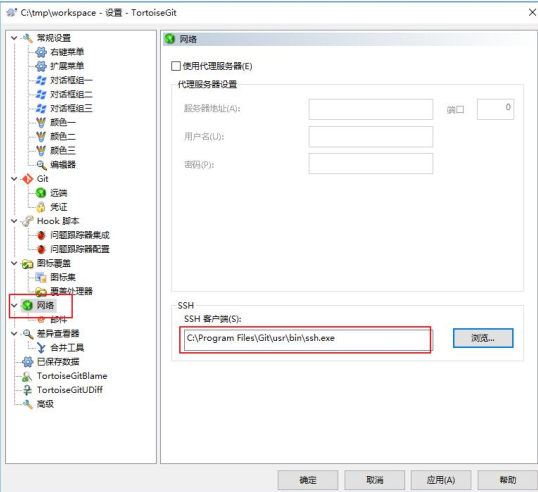 C:\tmp\workspace - 设置 - TortoiseGit
常规设置
右键菜单
扩展菜单
对话框组一
对话框组二
对话框组三
颜色一
颜色二
颜色三
编辑器
Git
远端
凭证
Hook 脚本
问题跟踪器集成
问题跟踪器配置
图标覆盖
图标集
覆盖处理器
网络
邮件
差异查看器
合并工具
已保存数据
TortoiseGitBlame
TortoiseGitUDiff
高级
网络
使用代理服务器(E)
代理服务器设置
服务器地址(A):
端口
0
用户名(U):
密码(P):
SSH
SSH 客户端(S):
C:\Program Files\Git\usr\bin\ssh.exe
浏览...
确定
取消
应用(A)
帮助